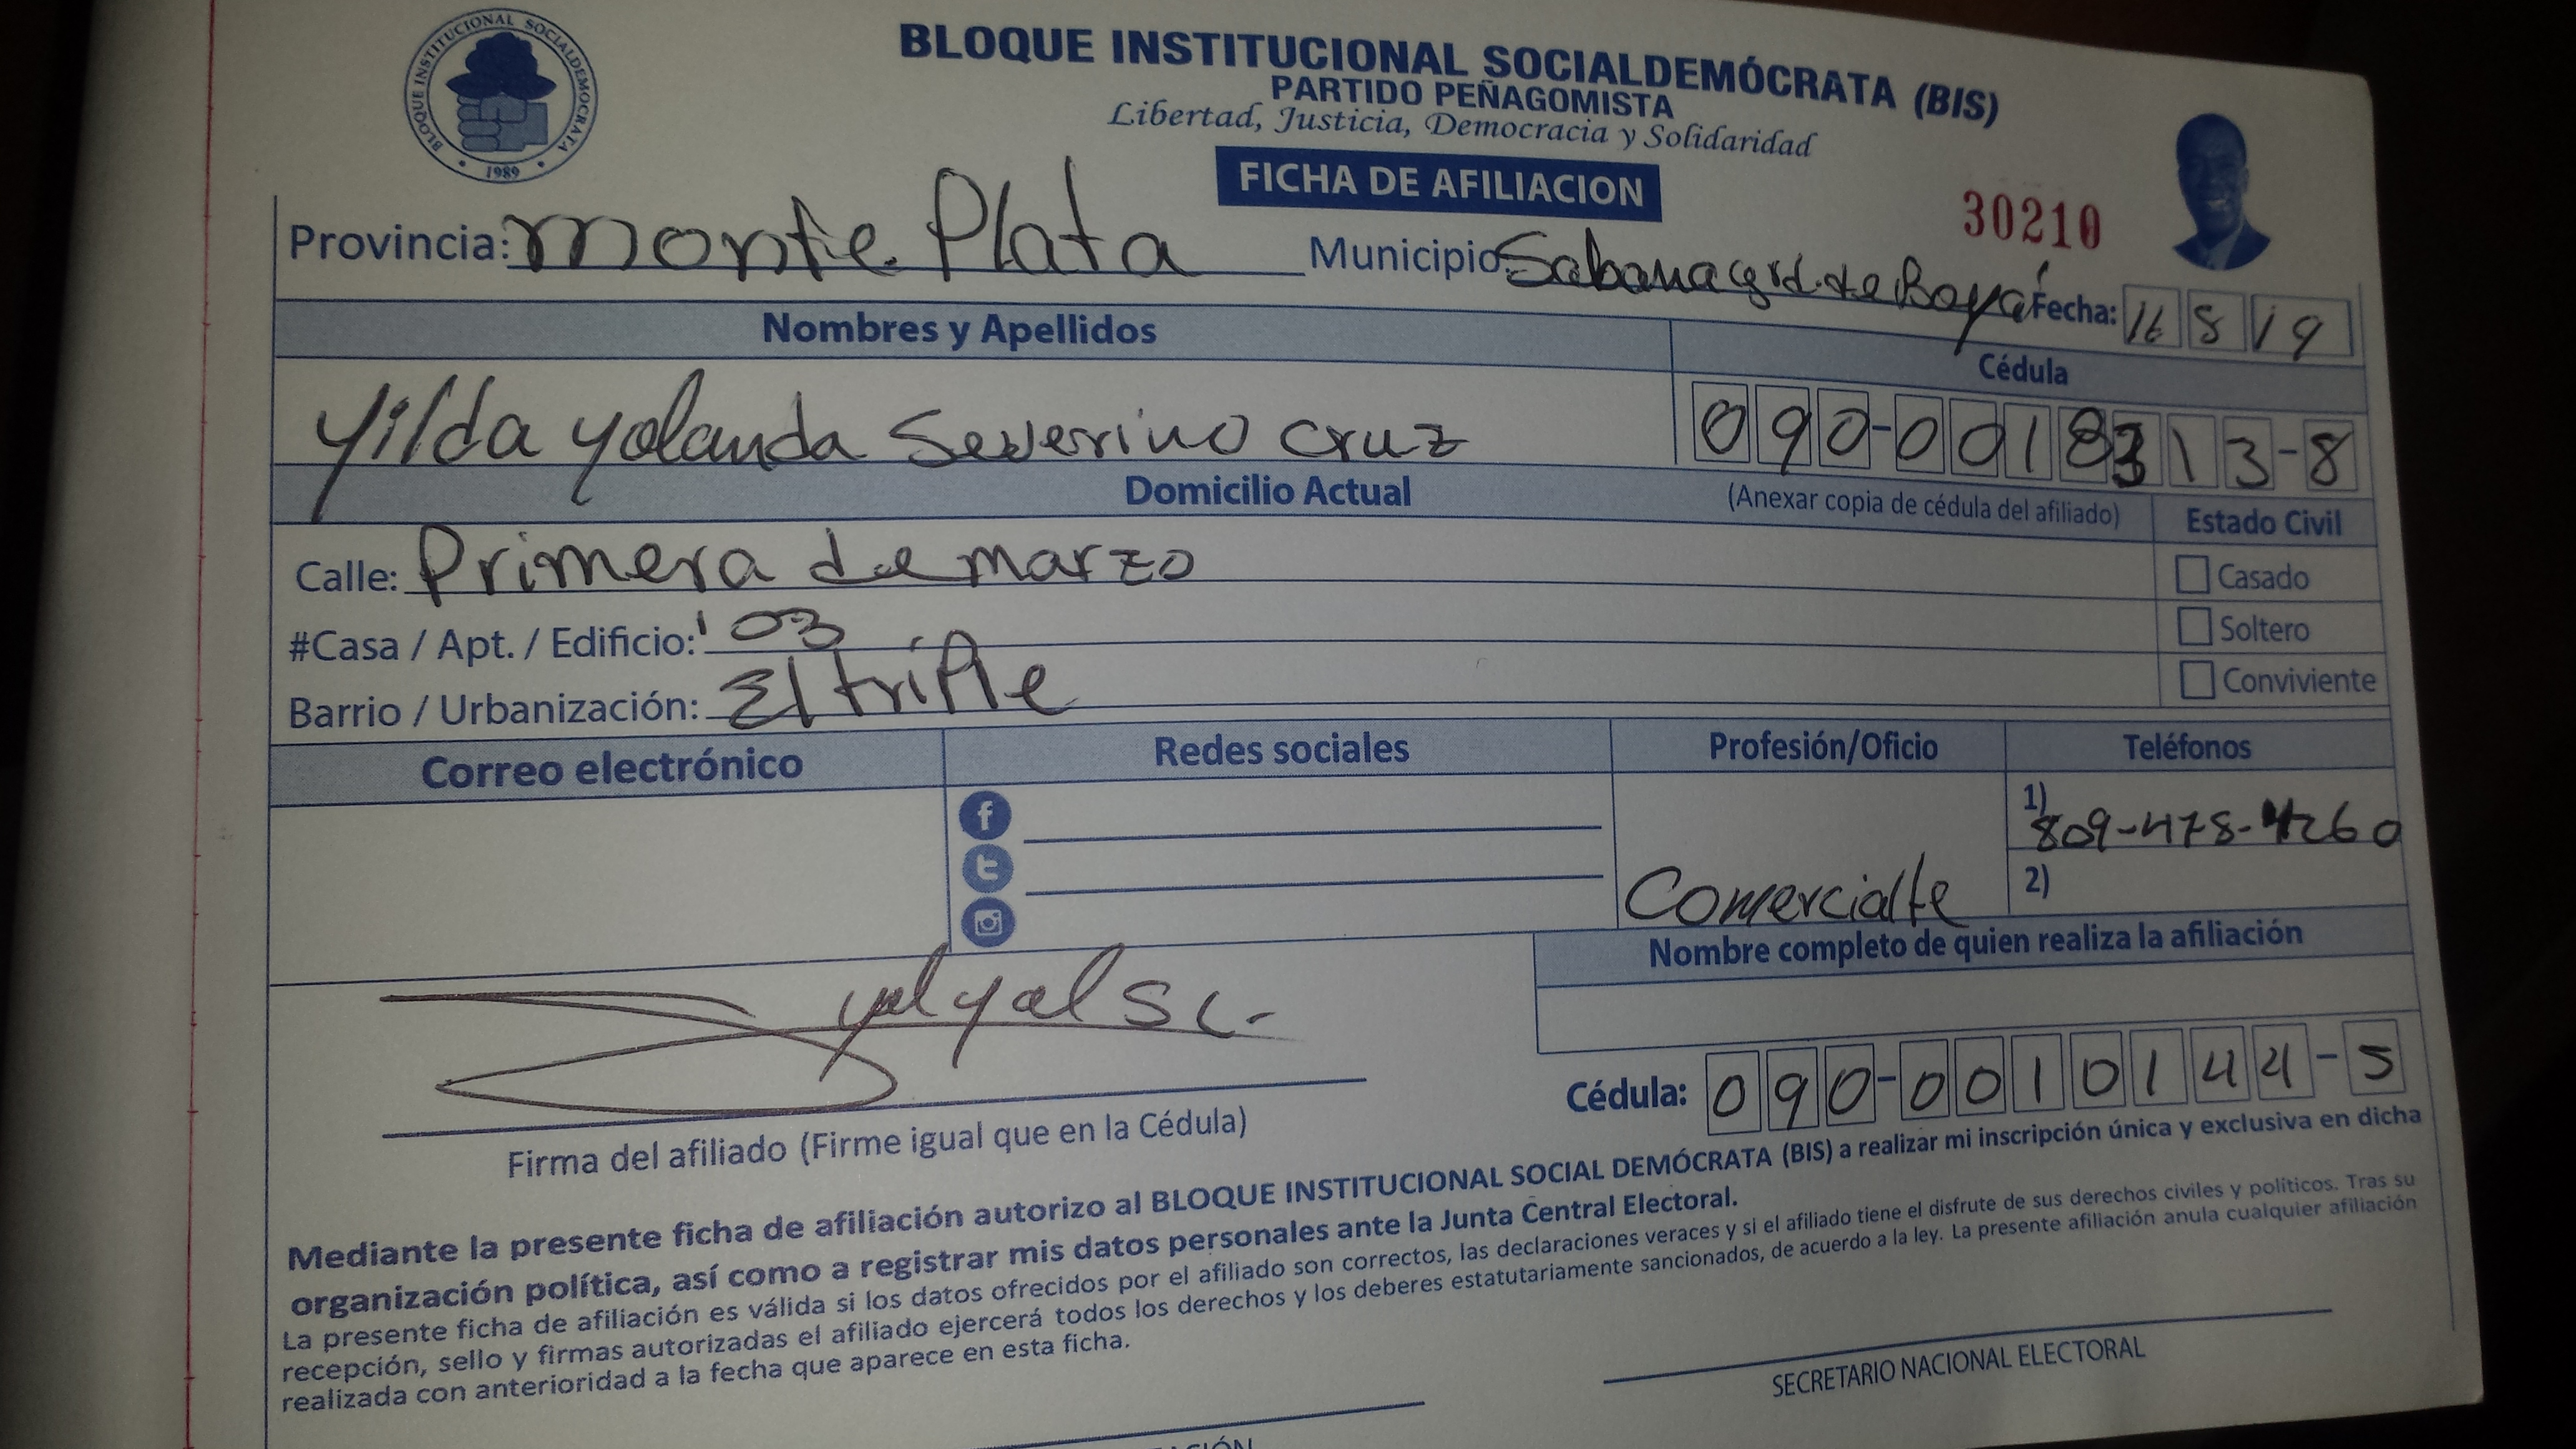 BLOQUE INSTITUCIONAL SOCIALDEMÓCRATA
1989
BLOQUE INSTITUCIONAL SOCIALDEMÓCRATA (BIS)
PARTIDO PEÑAGOMISTA
Libertad, Justicia, Democracia y Solidaridad
FICHA DE AFILIACION
30210
Provincia: Monte Plata Municipio: Sabana grd. de Boyá Fecha: 16 8 19
Nombres y Apellidos Cédula
Yilda Yolanda Severino Cruz 090-0018313-8
Domicilio Actual (Anexar copia de cédula del afiliado) Estado Civil
Calle: Primera de marzo Casado
#Casa / Apt. / Edificio: 03 Soltero
Barrio / Urbanización: El triple Conviviente
Correo electrónico Redes sociales Profesión/Oficio Teléfonos
1) 809-478-4260
Comercialte 2)
Nombre completo de quien realiza la afiliación
Cédula: 090-0010144-5
Firma del afiliado (Firme igual que en la Cédula)
Mediante la presente ficha de afiliación autorizo al BLOQUE INSTITUCIONAL SOCIAL DEMÓCRATA (BIS) a realizar mi inscripción única y exclusiva en dicha
organización política, así como a registrar mis datos personales ante la Junta Central Electoral.
La presente ficha de afiliación es válida si los datos ofrecidos por el afiliado son correctos, las declaraciones veraces y si el afiliado tiene el disfrute de sus derechos civiles y políticos. Tras su
recepción, sello y firmas autorizadas el afiliado ejercerá todos los derechos y los deberes estatutariamente sancionados, de acuerdo a la ley. La presente afiliación anula cualquier afiliación
realizada con anterioridad a la fecha que aparece en esta ficha.
SECRETARIO NACIONAL ELECTORAL